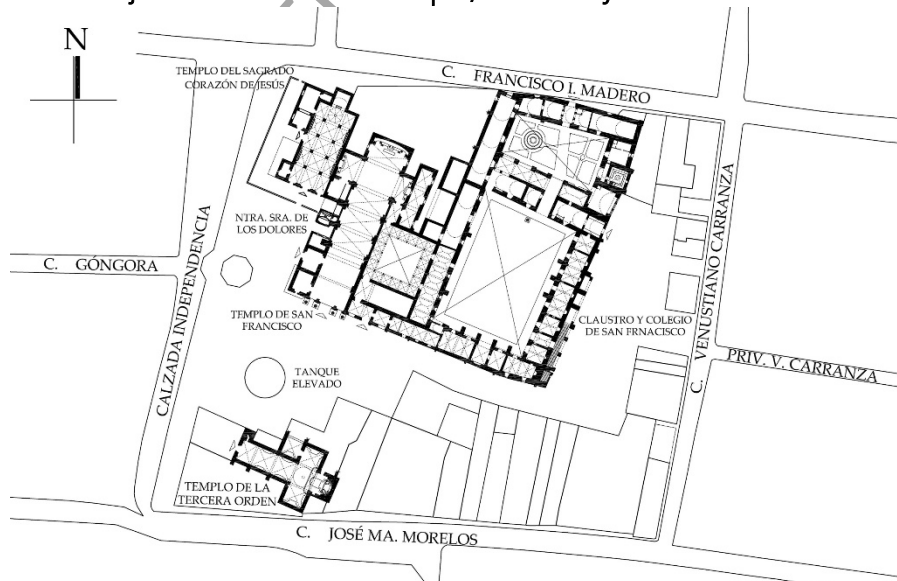 N
TEMPLO DEL SAGRADO
CORAZÓN DE JESÚS
C. FRANCISCO I. MADERO
NTRA. SRA. DE
LOS DOLORES
C. GÓNGORA
CALZADA INDEPENDENCIA
TEMPLO DE SAN
FRANCISCO
CLAUSTRO Y COLEGIO
DE SAN FRNACISCO
C. VENUSTIANO CARRANZA
PRIV. V. CARRANZA
TANQUE
ELEVADO
TEMPLO DE LA
TERCERA ORDEN
C. JOSÉ MA. MORELOS